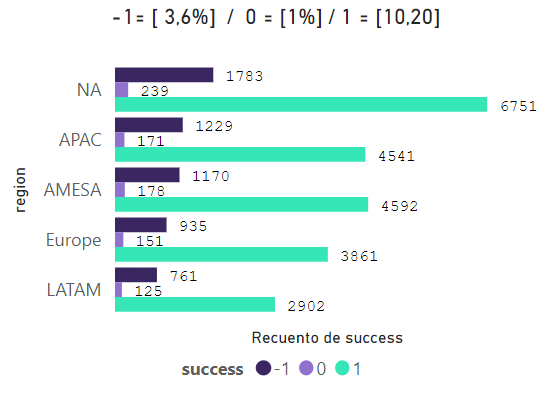 -1= [ 3,6%] / 0 = [1%] / 1 = [10,20]
region
NA
1783
239
6751
APAC
1229
171
4541
AMESA
1170
178
4592
Europe
935
151
3861
LATAM
761
125
2902
Recuento de success
success -1 0 1